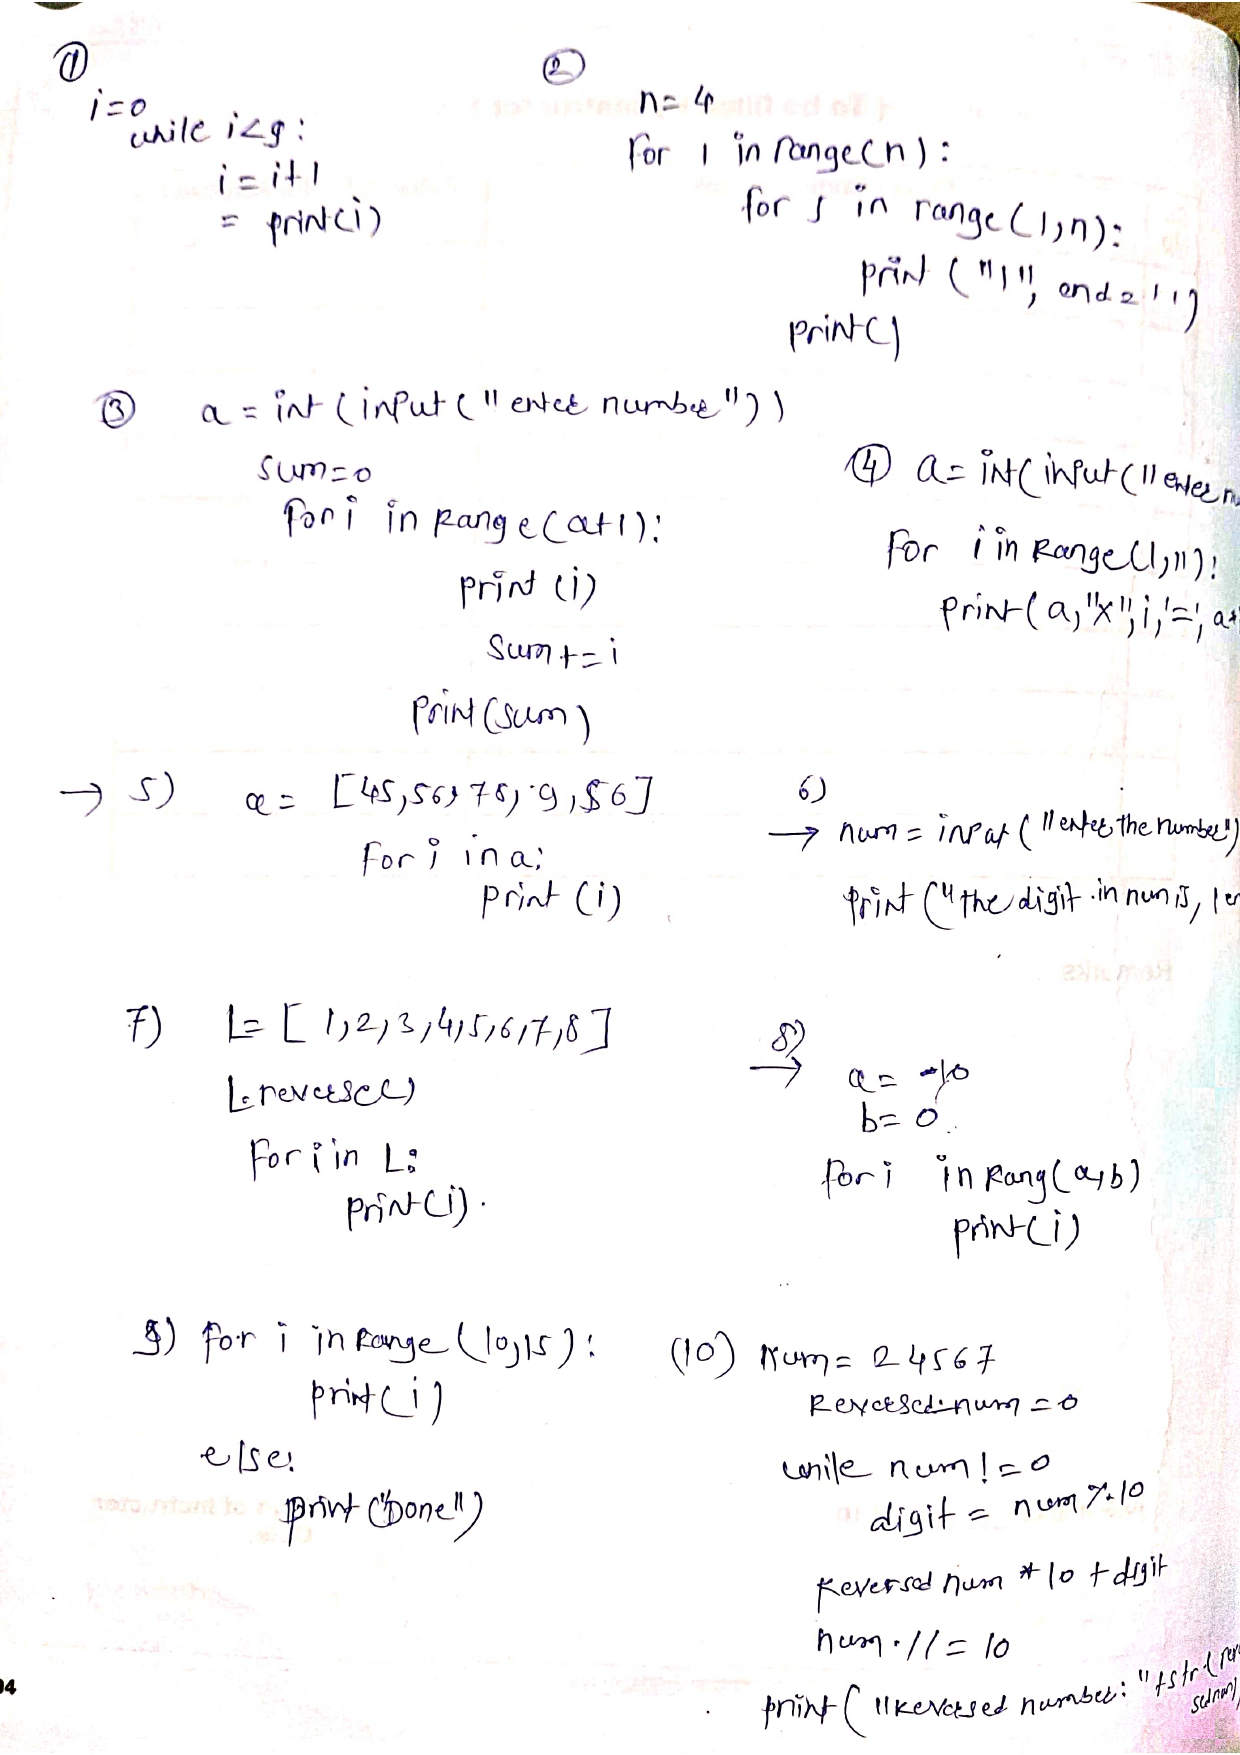 ①
i=0
while i<9:
i = i+1
= print(i)
②
n= 4
For i in range(n):
for j in range(1,n):
print ("1", end=' ')
print()
③ a = int (input ("enter number"))
sum=0
for i in Range(a+1):
print (i)
sum+=i
print(sum)
④ a= int(input("enter
For i in Range(1,11):
print(a,"x",i,'=',a*
→ 5) a= [45,56,78,9,56]
for i in a:
print (i)
6)
→ num = input ("enter the number")
print ("the digit in num is, le
7) L= [1,2,3,4,5,6,7,8]
L.reverse()
For i in L:
print(i).
8)
→ a= -10
b= 0
for i in Rang(a,b)
print(i)
9) for i in Range (10,15):
print(i)
else:
print ("Done")
(10) Num= 24567
Reversed.num =0
while num!=0
digit = num %10
Reversed num * 10 + digit
num //= 10
print ("Reversed number: "+str(rever
sednum)
04
Remarks